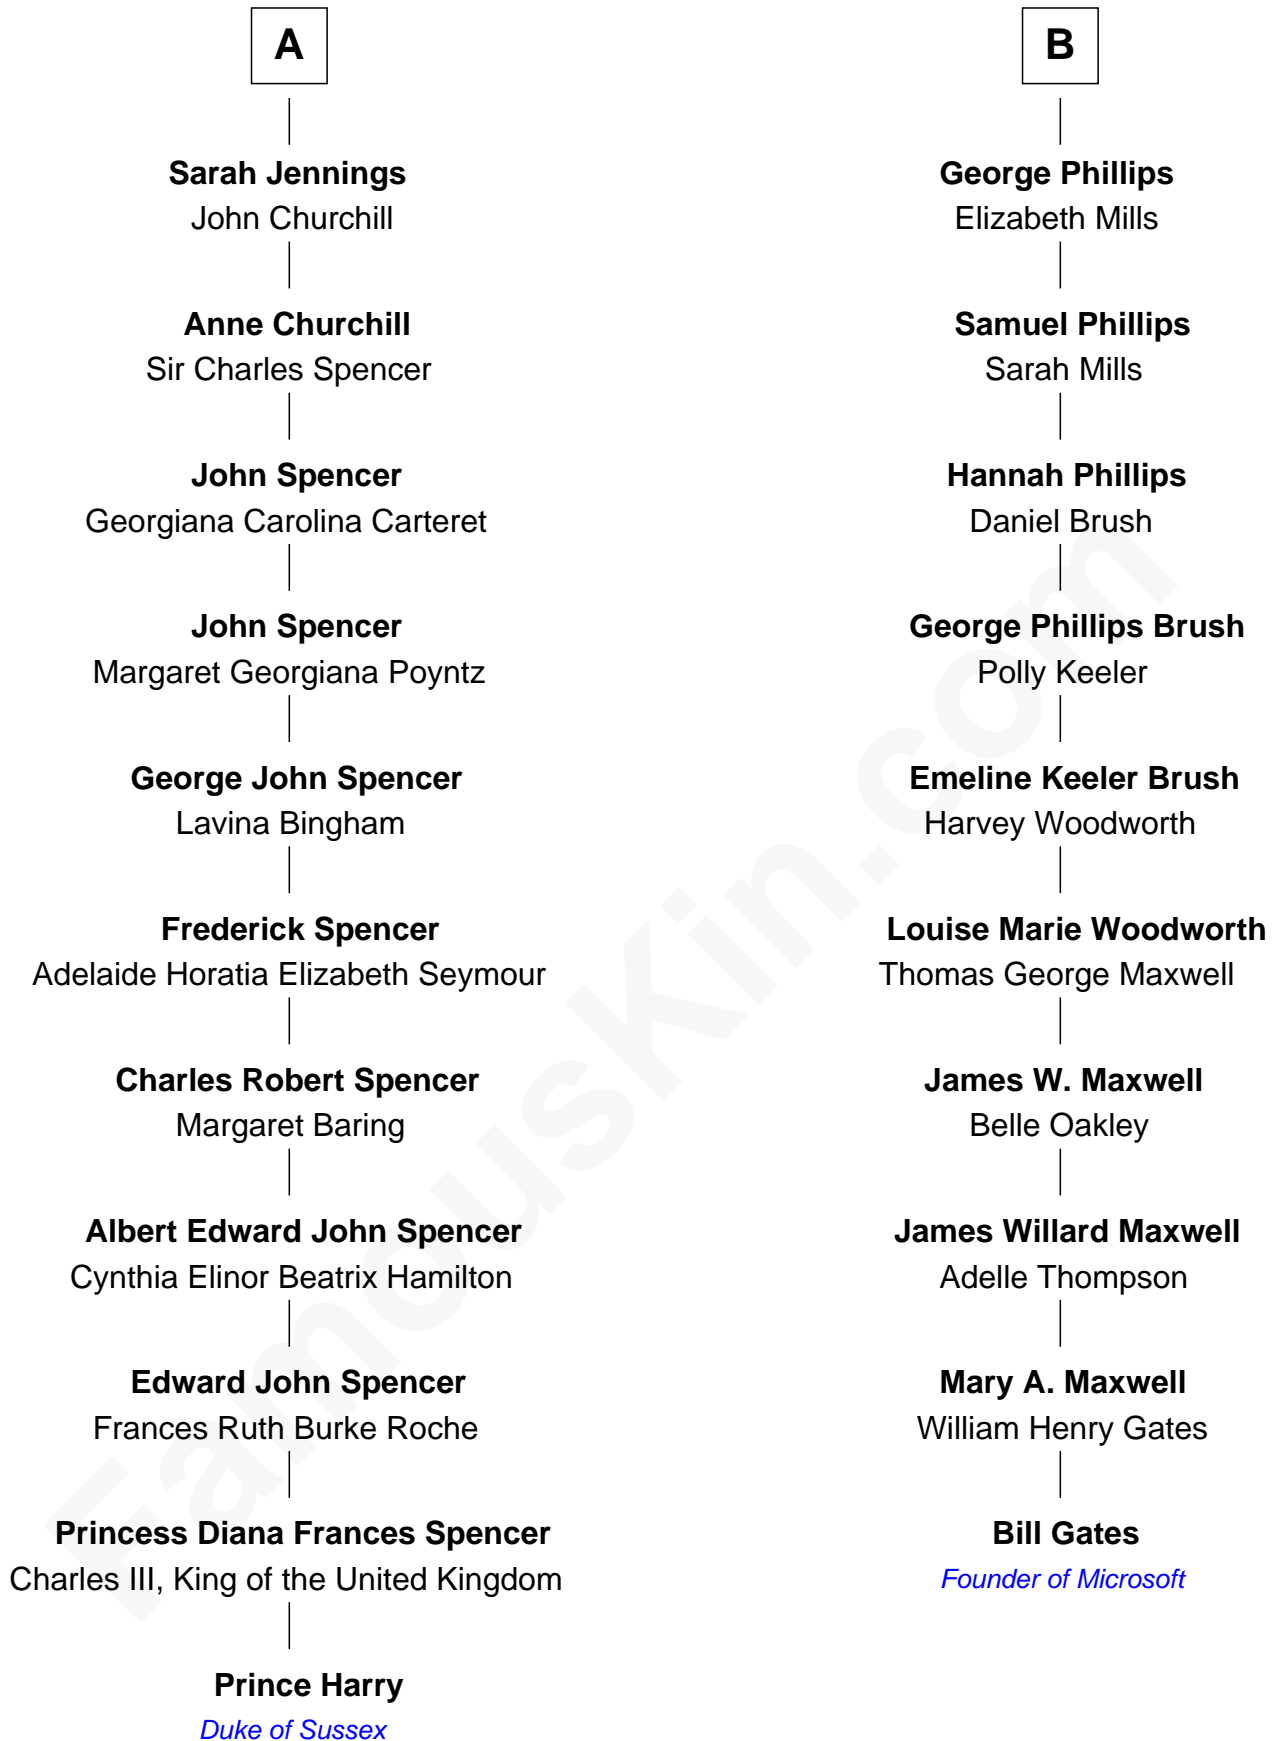 A
Sarah Jennings
John Churchill
Anne Churchill
Sir Charles Spencer
John Spencer
Georgiana Carolina Carteret
John Spencer
Margaret Georgiana Poyntz
George John Spencer
Lavina Bingham
Frederick Spencer
Adelaide Horatia Elizabeth Seymour
Charles Robert Spencer
Margaret Baring
Albert Edward John Spencer
Cynthia Elinor Beatrix Hamilton
Edward John Spencer
Frances Ruth Burke Roche
Princess Diana Frances Spencer
Charles III, King of the United Kingdom
Prince Harry
Duke of Sussex
B
George Phillips
Elizabeth Mills
Samuel Phillips
Sarah Mills
Hannah Phillips
Daniel Brush
George Phillips Brush
Polly Keeler
Emeline Keeler Brush
Harvey Woodworth
Louise Marie Woodworth
Thomas George Maxwell
James W. Maxwell
Belle Oakley
James Willard Maxwell
Adelle Thompson
Mary A. Maxwell
William Henry Gates
Bill Gates
Founder of Microsoft
FamousKin.com